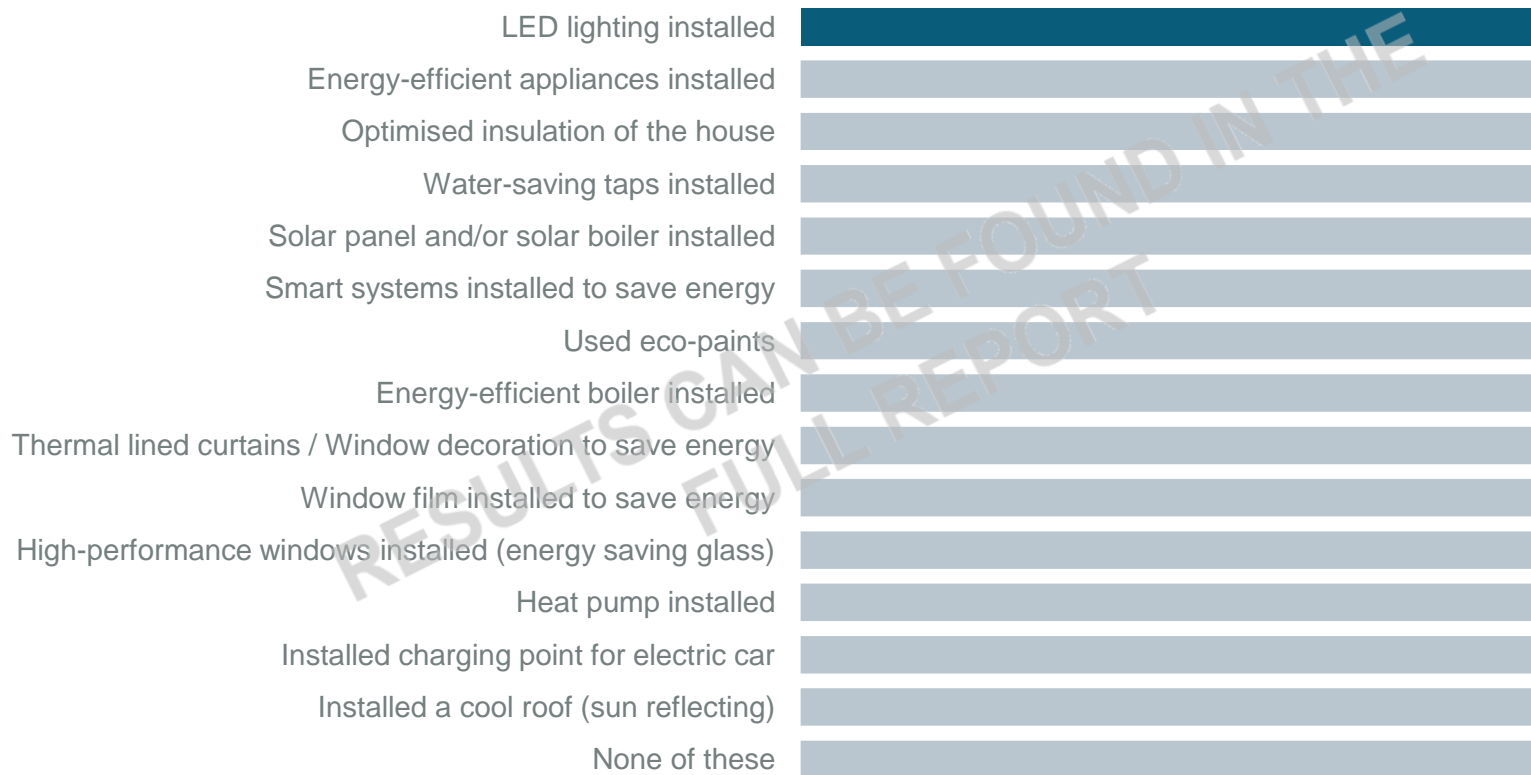 LED lighting installed
Energy-efficient appliances installed
Optimised insulation of the house
Water-saving taps installed
Solar panel and/or solar boiler installed
Smart systems installed to save energy
Used eco-paints
Energy-efficient boiler installed
Thermal lined curtains / Window decoration to save energy
Window film installed to save energy
High-performance windows installed (energy saving glass)
Heat pump installed
Installed charging point for electric car
Installed a cool roof (sun reflecting)
None of these
RESULTS CAN BE FOUND IN THE
FULL REPORT